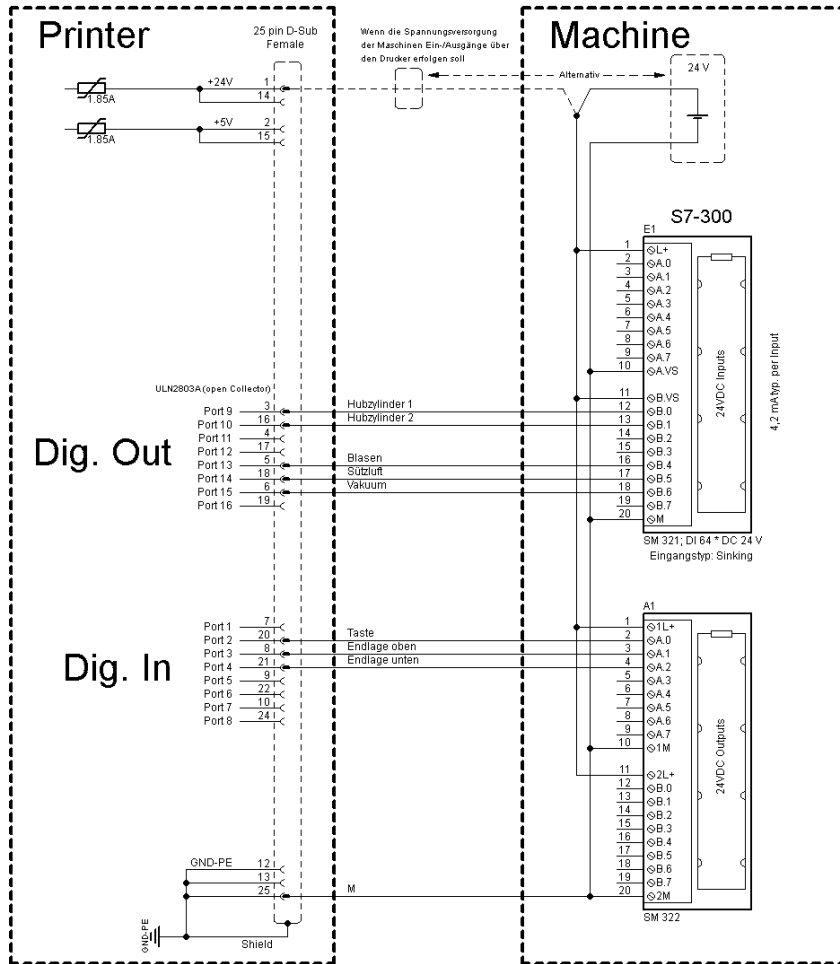 Printer
25 pin D-Sub
Female
Wenn die Spannungsversorgung
der Maschinen Ein-/Ausgänge über
den Drucker erfolgen soll
Machine
Alternativ
24 V
+24V
1
14
1.85A
+5V
2
15
1.85A
S7-300
E1
1 L+
2 A.0
3 A.1
4 A.2
5 A.3
6 A.4
7 A.5
8 A.6
9 A.7
10 A.VS
11 B.VS
12 B.0
13 B.1
14 B.2
15 B.3
16 B.4
17 B.5
18 B.6
19 B.7
20 M
24VDC Inputs
4,2 mAtyp. per Input
SM 321; DI 64 * DC 24 V
Eingangstyp: Sinking
ULN2803A (open Collector)
Dig. Out
Port 9 3 Hubzylinder 1
Port 10 16 Hubzylinder 2
Port 11 4
Port 12 17
Port 13 5 Blasen
Port 14 18 Sützluft
Port 15 6 Vakuum
Port 16 19
Dig. In
Port 1 7
Port 2 20 Taste
Port 3 8 Endlage oben
Port 4 21 Endlage unten
Port 5 9
Port 6 22
Port 7 10
Port 8 24
A1
1 1L+
2 A.0
3 A.1
4 A.2
5 A.3
6 A.4
7 A.5
8 A.6
9 A.7
10 1M
11 2L+
12 B.0
13 B.1
14 B.2
15 B.3
16 B.4
17 B.5
18 B.6
19 B.7
20 2M
24VDC Outputs
SM 322
GND-PE 12
13
25 M
GND-PE
Shield